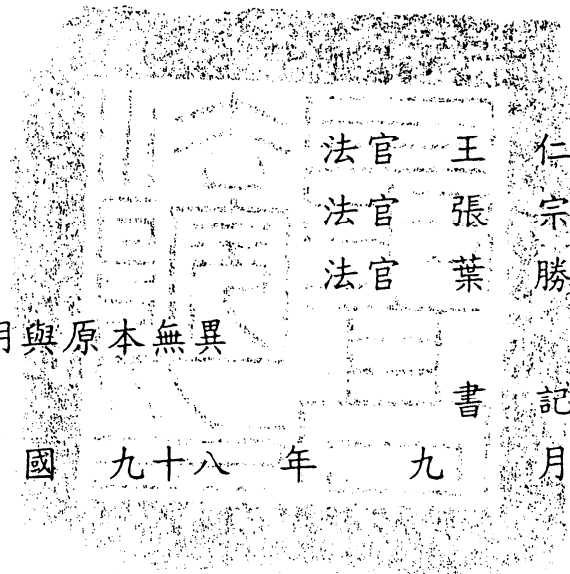 法官 王 仁
法官 張 宗
法官 葉 勝
與原本無異
書 記
國 九十八 年 九 月